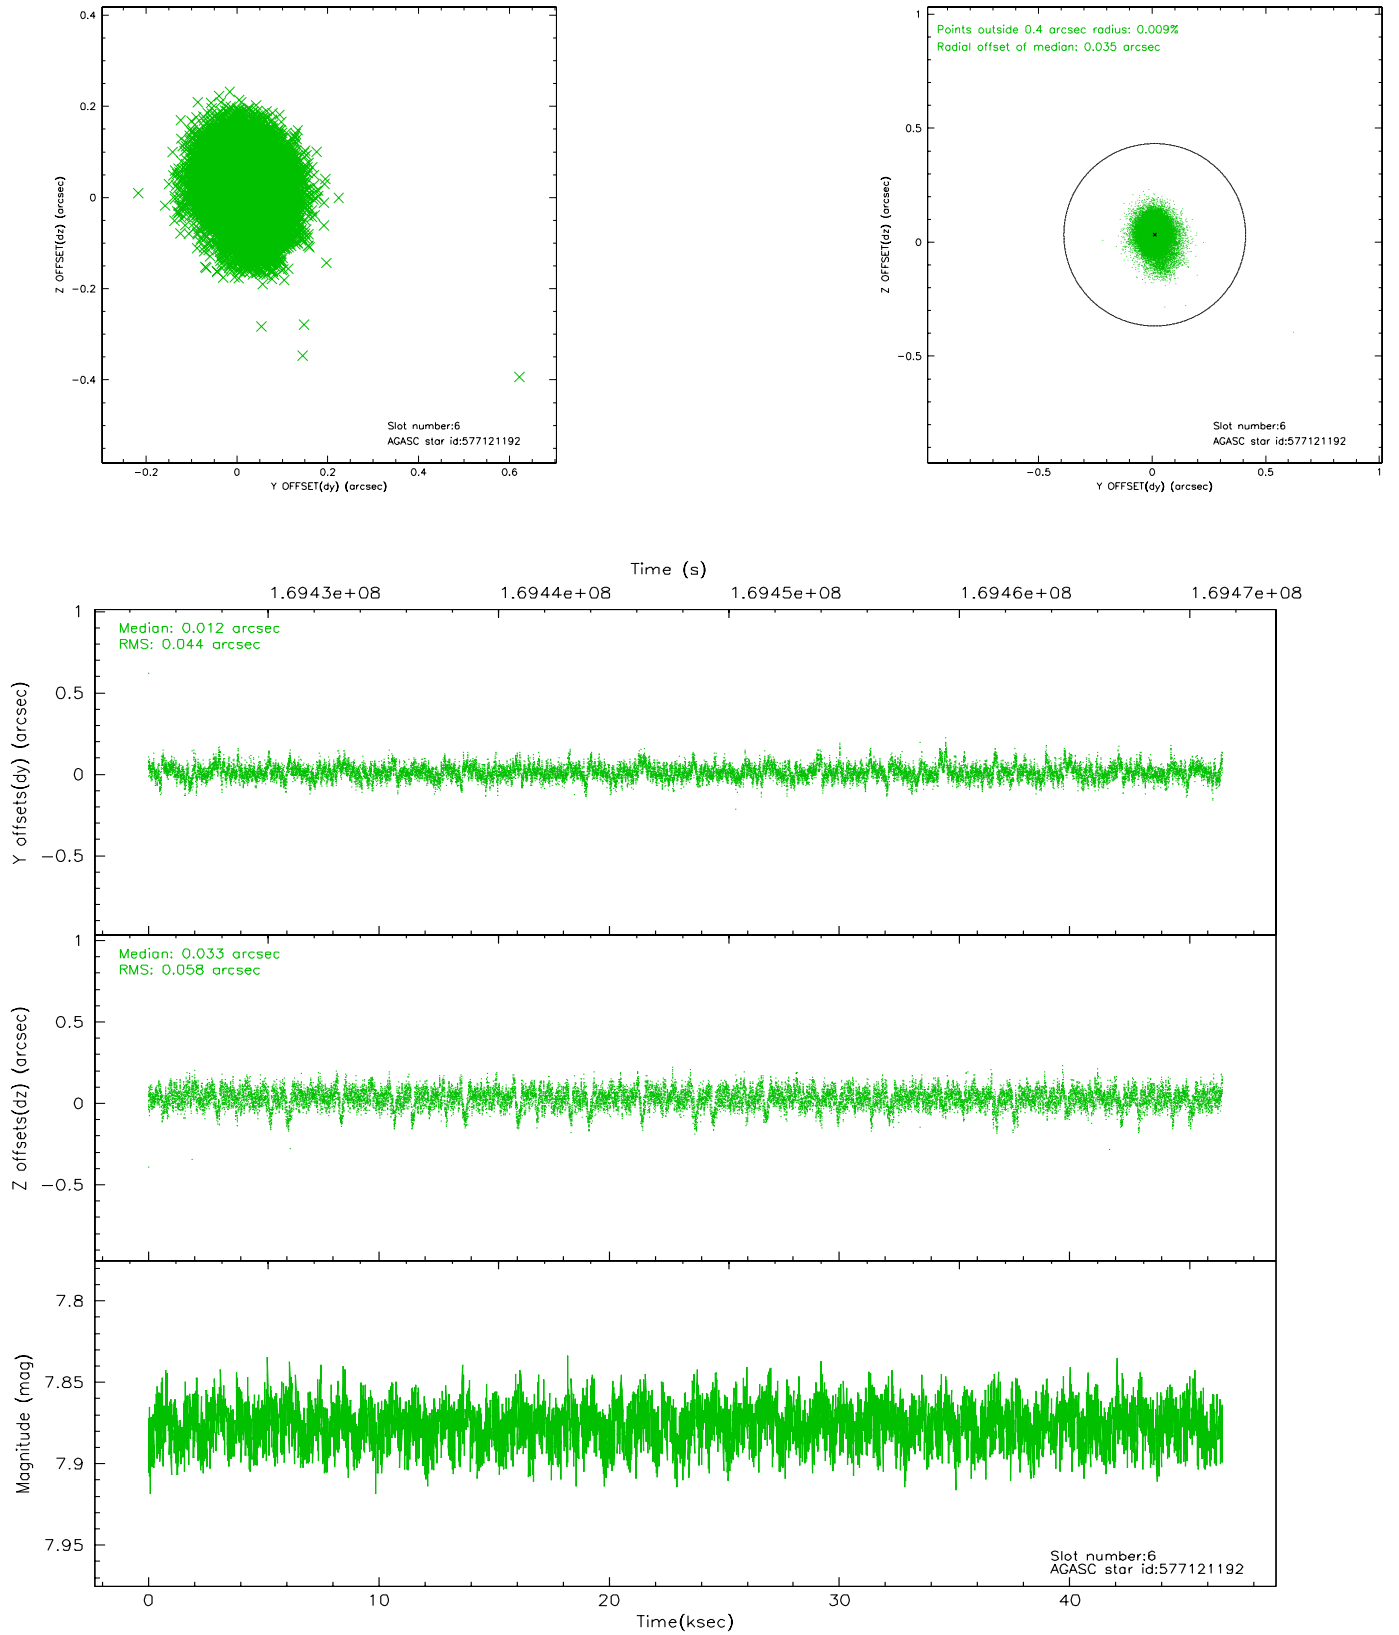 0.4
0.2
0
−0.2
−0.4
Z OFFSET(dz) (arcsec)
Slot number:6
AGASC star id:577121192
−0.2 0 0.2 0.4 0.6
Y OFFSET(dy) (arcsec)
1
0.5
0
−0.5
Z OFFSET(dz) (arcsec)
Points outside 0.4 arcsec radius: 0.009%
Radial offset of median: 0.035 arcsec
Slot number:6
AGASC star id:577121192
−0.5 0 0.5 1
Y OFFSET(dy) (arcsec)
Time (s)
1.6943e+08 1.6944e+08 1.6945e+08 1.6946e+08 1.6947e+08
1
0.5
0
−0.5
Y offsets(dy) (arcsec)
Median: 0.012 arcsec
RMS: 0.044 arcsec
1
0.5
0
−0.5
Z offsets(dz) (arcsec)
Median: 0.033 arcsec
RMS: 0.058 arcsec
7.8
7.85
7.9
7.95
Magnitude (mag)
Slot number:6
AGASC star id:577121192
0 10 20 30 40
Time(ksec)